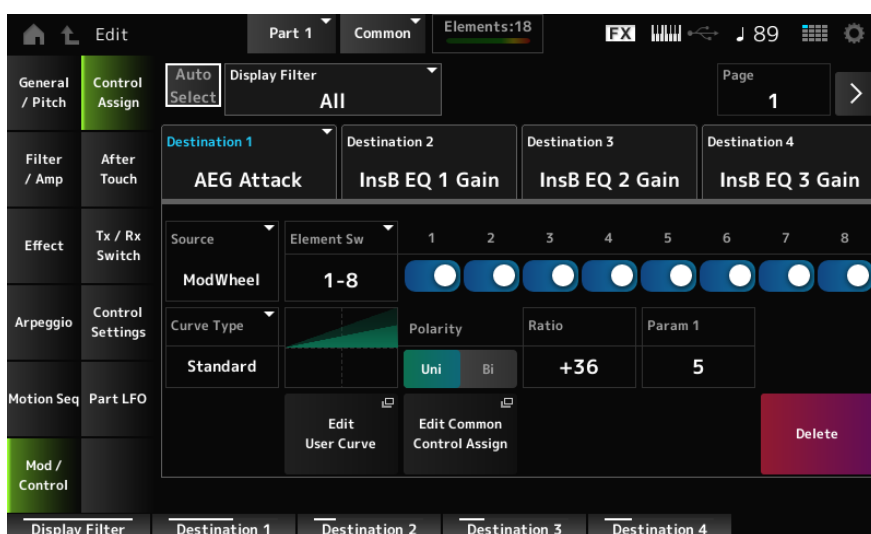 Edit
Part 1
Common
Elements:18
FX
89
General
/ Pitch
Control
Assign
Auto
Select
Display Filter
All
Page
1
Filter
/ Amp
After
Touch
Destination 1
AEG Attack
Destination 2
InsB EQ 1 Gain
Destination 3
InsB EQ 2 Gain
Destination 4
InsB EQ 3 Gain
Effect
Tx / Rx
Switch
Source
ModWheel
Element Sw
1-8
1 2 3 4 5 6 7 8
Arpeggio
Control
Settings
Curve Type
Standard
Polarity
Uni Bi
Ratio
+36
Param 1
5
Motion Seq
Part LFO
Edit
User Curve
Edit Common
Control Assign
Delete
Mod /
Control
Display Filter
Destination 1
Destination 2
Destination 3
Destination 4